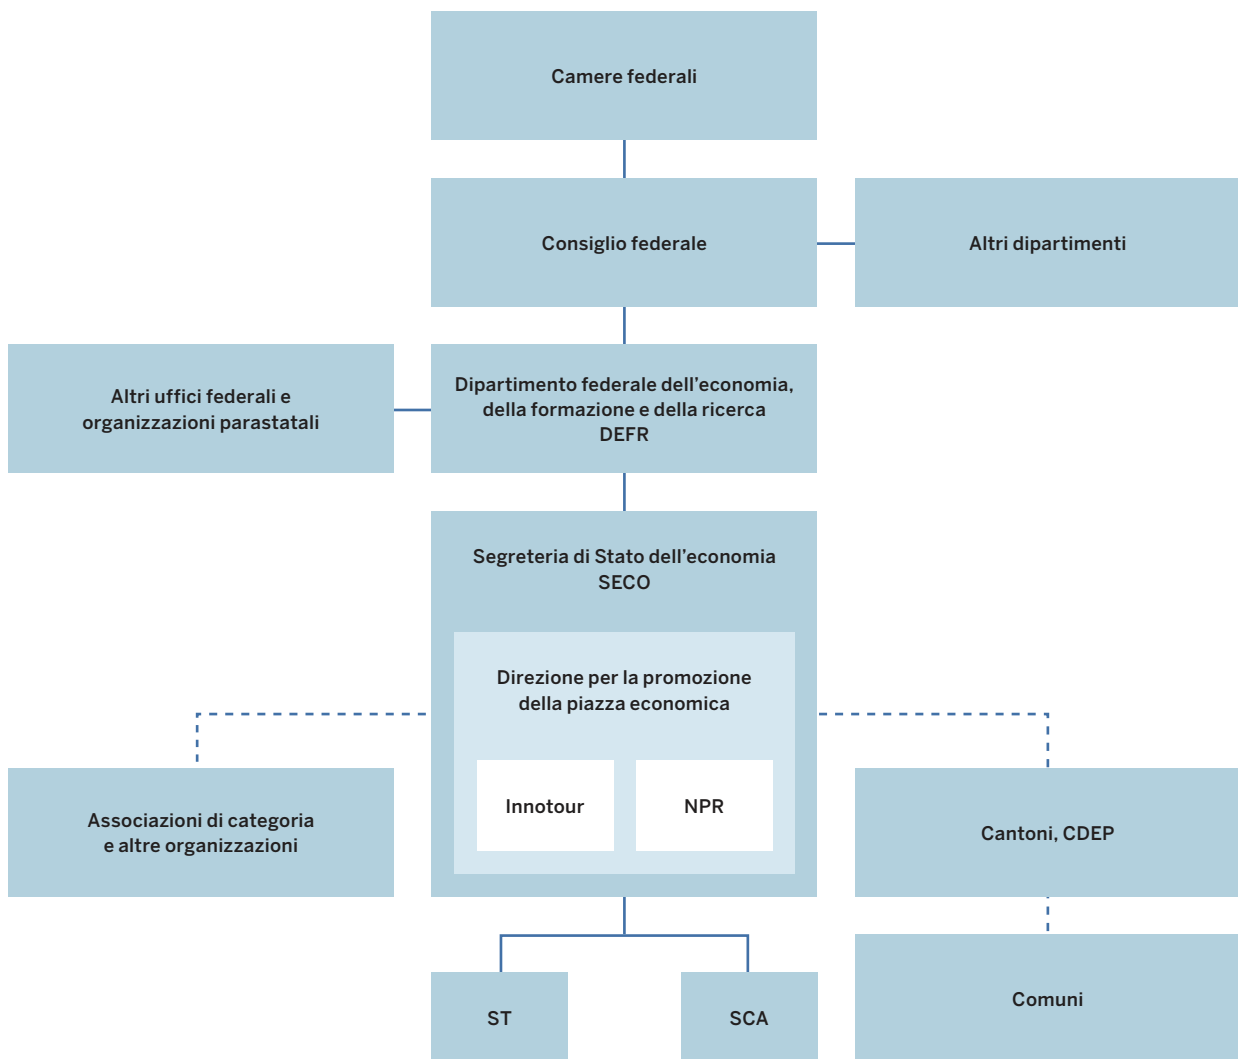 Camere federali
Consiglio federale
Altri dipartimenti
Altri uffici federali e
organizzazioni parastatali
Dipartimento federale dell'economia,
della formazione e della ricerca
DEFR
Segreteria di Stato dell'economia
SECO
Direzione per la promozione
della piazza economica
Innotour
NPR
Associazioni di categoria
e altre organizzazioni
Cantoni, CDEP
ST
SCA
Comuni